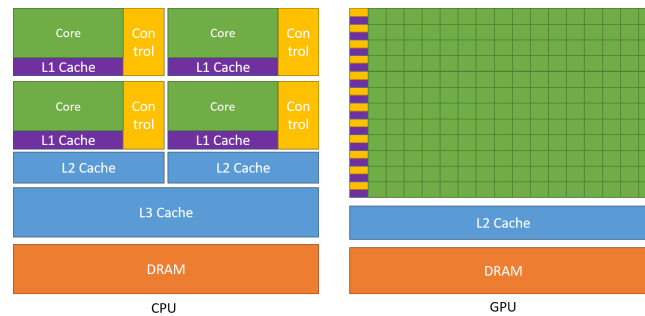 Core
Con
trol
L1 Cache
Core
Con
trol
L1 Cache
Core
Con
trol
L1 Cache
Core
Con
trol
L1 Cache
L2 Cache
L2 Cache
L3 Cache
DRAM
CPU
L2 Cache
DRAM
GPU